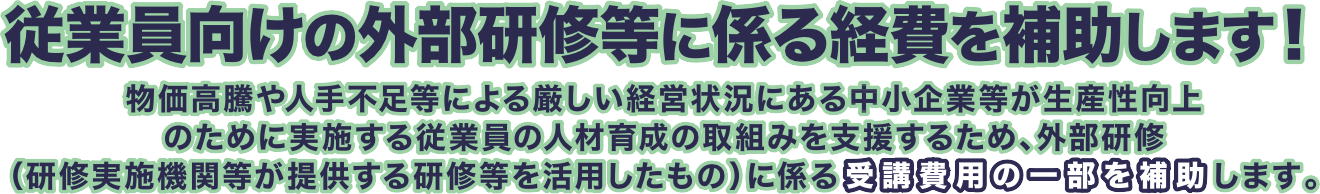 従業員向けの外部研修等に係る経費を補助します！
物価高騰や人手不足等による厳しい経営状況にある中小企業等が生産性向上
のために実施する従業員の人材育成の取組みを支援するため、外部研修
（研修実施機関等が提供する研修等を活用したもの）に係る受講費用の一部を補助します。